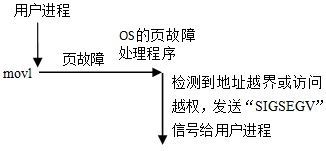 用户进程
OS的页故障
处理程序
页故障
movl
检测到地址越界或访问
越权，发送“SIGSEGV”
信号给用户进程